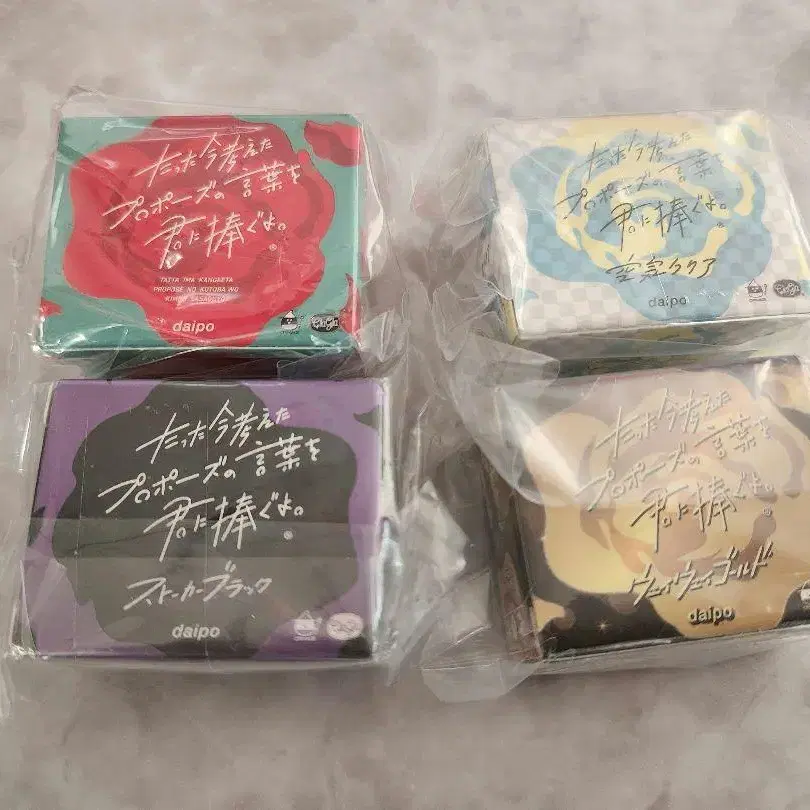 たった今考えた
プロポーズの言葉を
君に捧ぐよ。
TATTA IMA KANGAETA
PROPOSE NO KOTOBA WO
KIMINI SASAGUYO
daipo
たった今考えた
プロポーズの言葉を
君に捧ぐよ。
daipo
たった今考えた
プロポーズの言葉を
君に捧ぐよ。
ストーカーブラック
daipo
たった今考えた
プロポーズの言葉を
君に捧ぐよ。
ウェイウェイゴールド
daipo